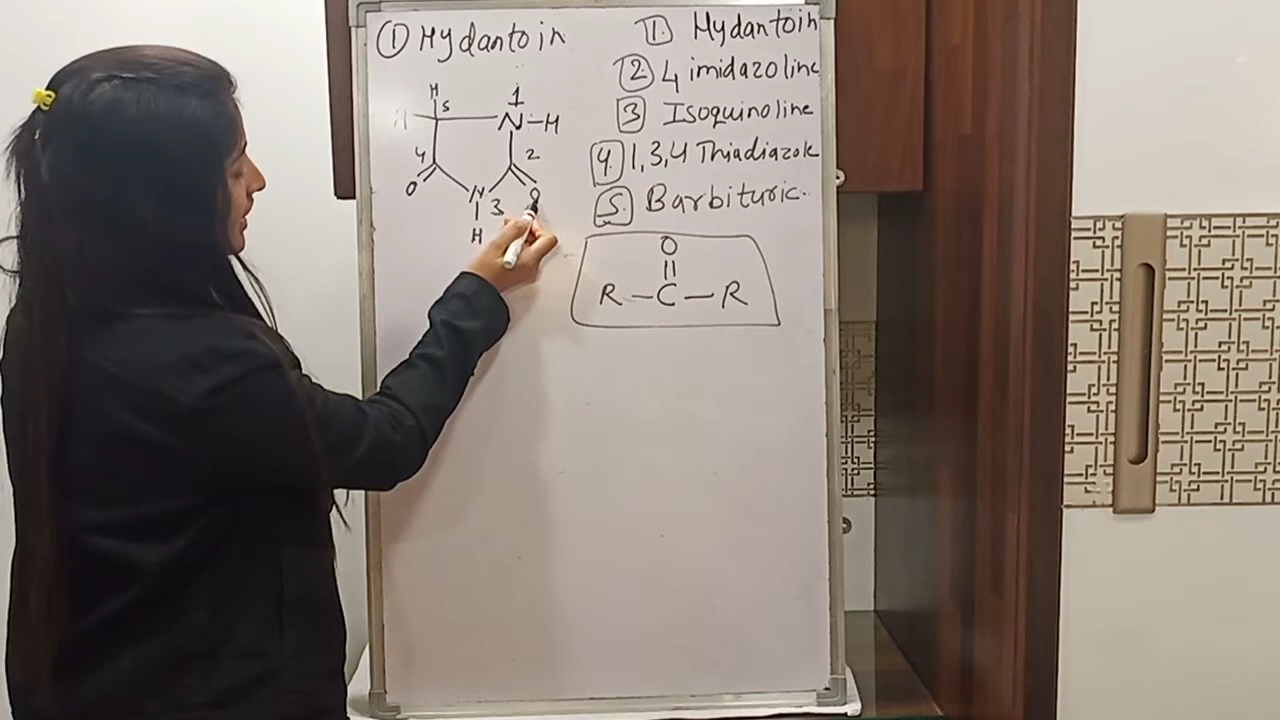 ① Hydantoin
H
H
5
1
N-H
4
2
O
O
N
3
H
1. Hydantoin
2 4 imidazoline
3 Isoquinoline
4. 1,3,4 Thiadiazole
5. Barbituric.
O
R - C - R